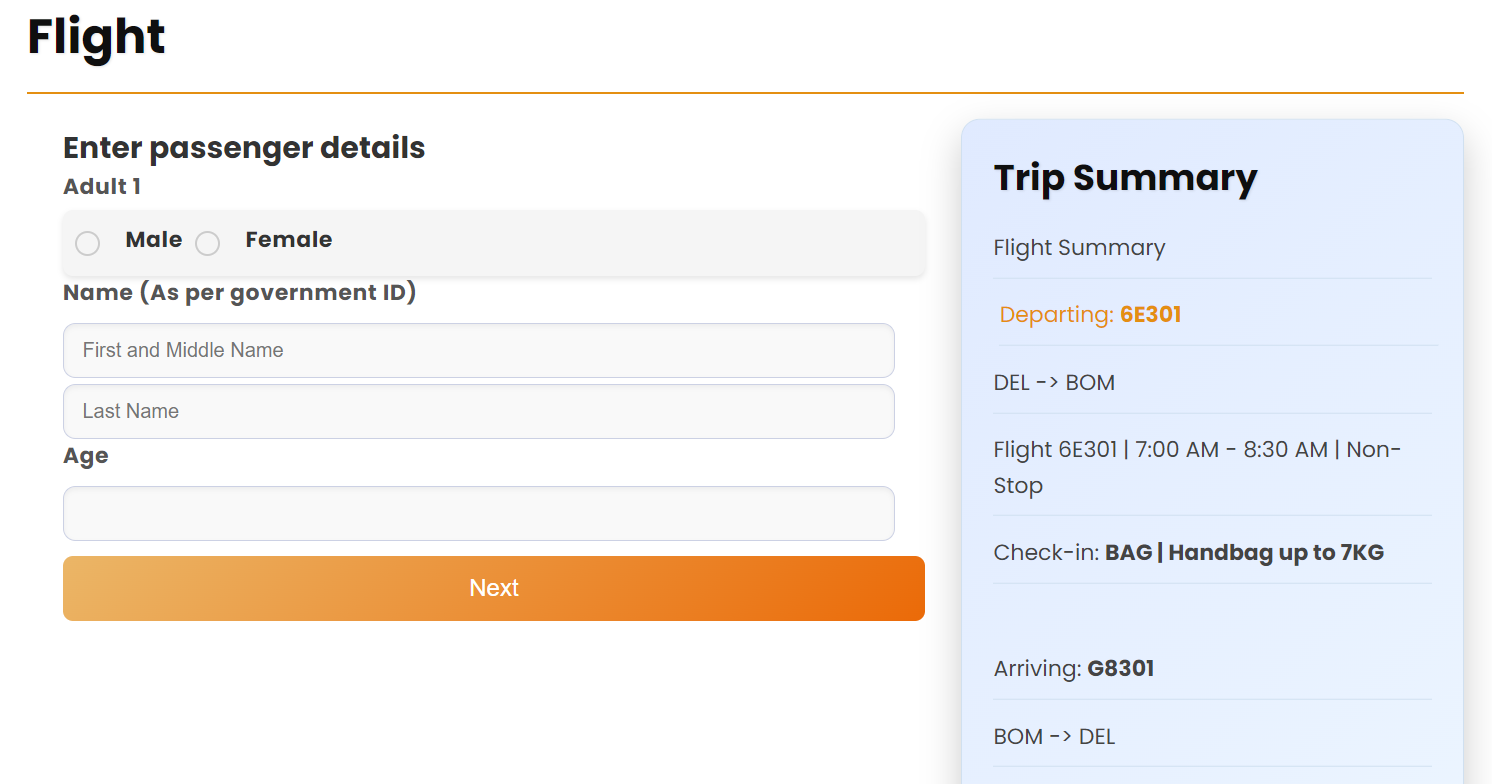 Flight
Enter passenger details
Adult 1
Male Female
Name (As per government ID)
First and Middle Name
Last Name
Age
Next
Trip Summary
Flight Summary
Departing: 6E301
DEL -> BOM
Flight 6E301 | 7:00 AM - 8:30 AM | Non-
Stop
Check-in: BAG | Handbag up to 7KG
Arriving: G8301
BOM -> DEL